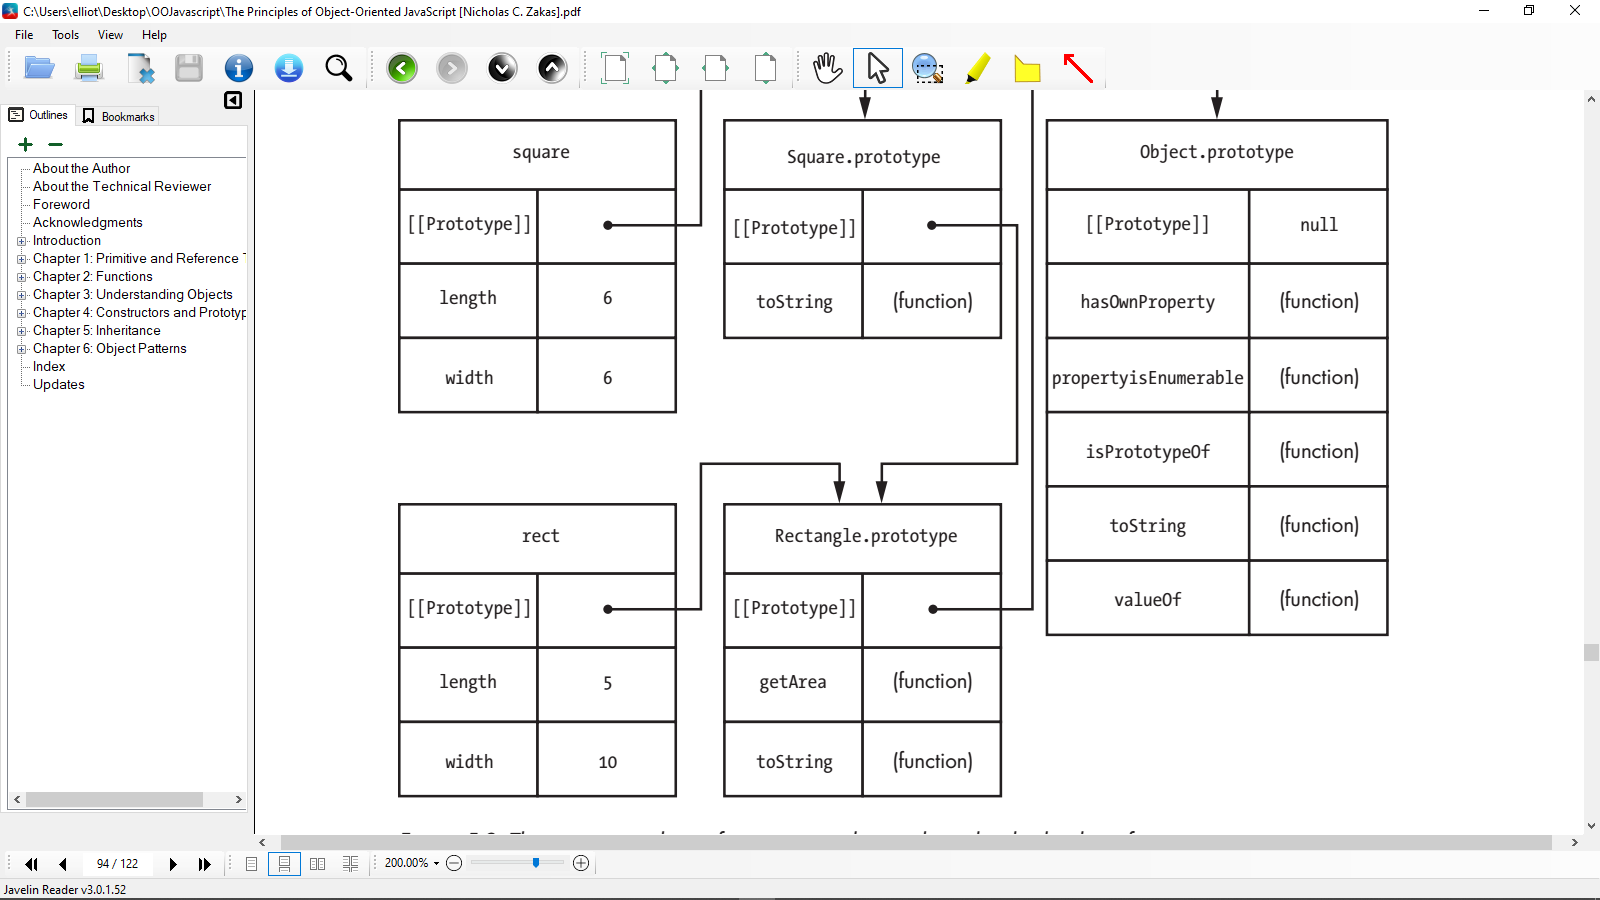 C:\Users\elliot\Desktop\OOJavascript\The Principles of Object-Oriented JavaScript [Nicholas C. Zakas].pdf
File Tools View Help
Outlines Bookmarks
About the Author
About the Technical Reviewer
Foreword
Acknowledgments
Introduction
Chapter 1: Primitive and Reference
Chapter 2: Functions
Chapter 3: Understanding Objects
Chapter 4: Constructors and Prototyp
Chapter 5: Inheritance
Chapter 6: Object Patterns
Index
Updates
square
[[Prototype]]
length 6
width 6
Square.prototype
[[Prototype]]
toString (function)
Object.prototype
[[Prototype]] null
hasOwnProperty (function)
propertyisEnumerable (function)
isPrototypeOf (function)
toString (function)
valueOf (function)
rect
[[Prototype]]
length 5
width 10
Rectangle.prototype
[[Prototype]]
getArea (function)
toString (function)
94 / 122
200.00%
Javelin Reader v3.0.1.52